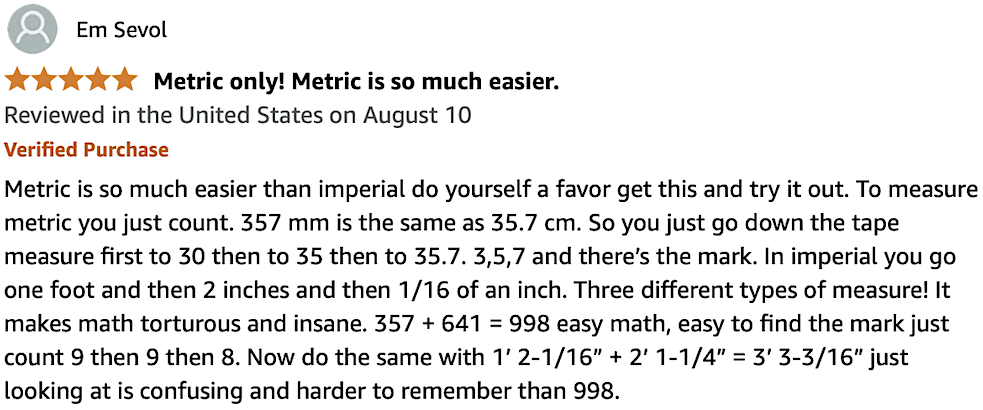 Em Sevol
Metric only! Metric is so much easier.
Reviewed in the United States on August 10
Verified Purchase
Metric is so much easier than imperial do yourself a favor get this and try it out. To measure
metric you just count. 357 mm is the same as 35.7 cm. So you just go down the tape
measure first to 30 then to 35 then to 35.7. 3,5,7 and there’s the mark. In imperial you go
one foot and then 2 inches and then 1/16 of an inch. Three different types of measure! It
makes math torturous and insane. 357 + 641 = 998 easy math, easy to find the mark just
count 9 then 9 then 8. Now do the same with 1’ 2-1/16” + 2’ 1-1/4” = 3’ 3-3/16” just
looking at is confusing and harder to remember than 998.